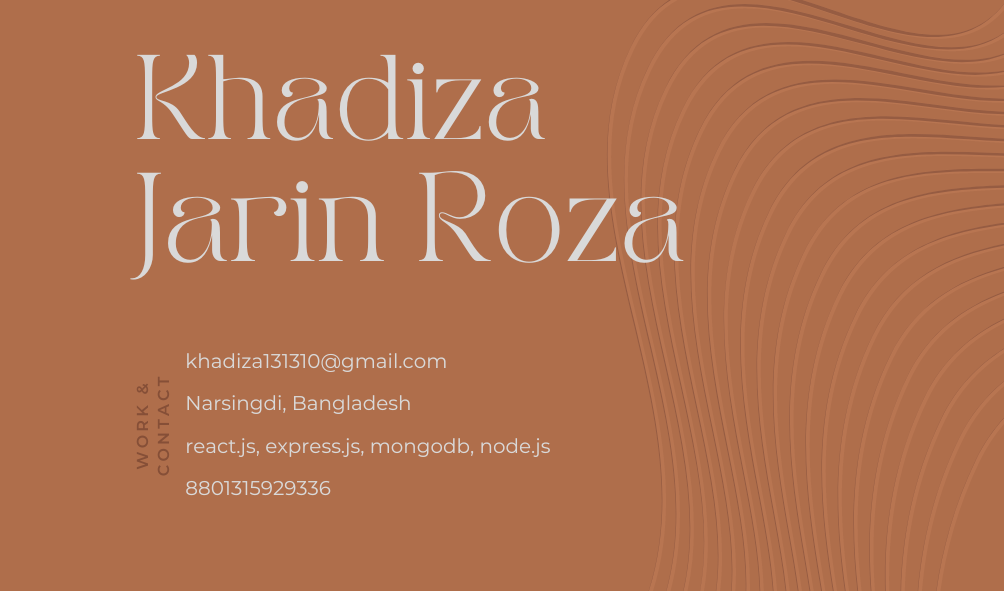 Khadiza
Jarin Roza
WORK &
CONTACT
khadiza131310@gmail.com
Narsingdi, Bangladesh
react.js, express.js, mongodb, node.js
8801315929336